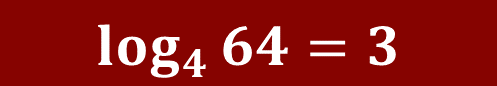 log₄ 64 = 3